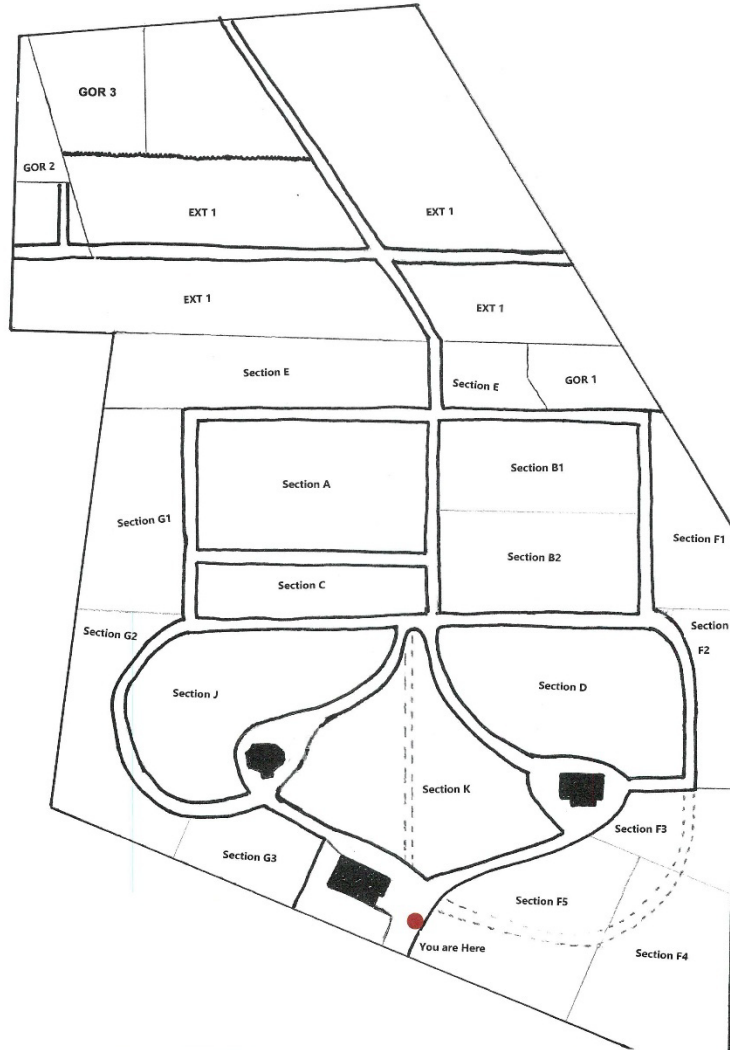 GOR 3
GOR 2
EXT 1
EXT 1
EXT 1
EXT 1
Section E
Section E
GOR 1
Section A
Section B1
Section G1
Section B2
Section F1
Section C
Section G2
Section
F2
Section J
Section D
Section K
Section F3
Section G3
Section F5
You are Here
Section F4